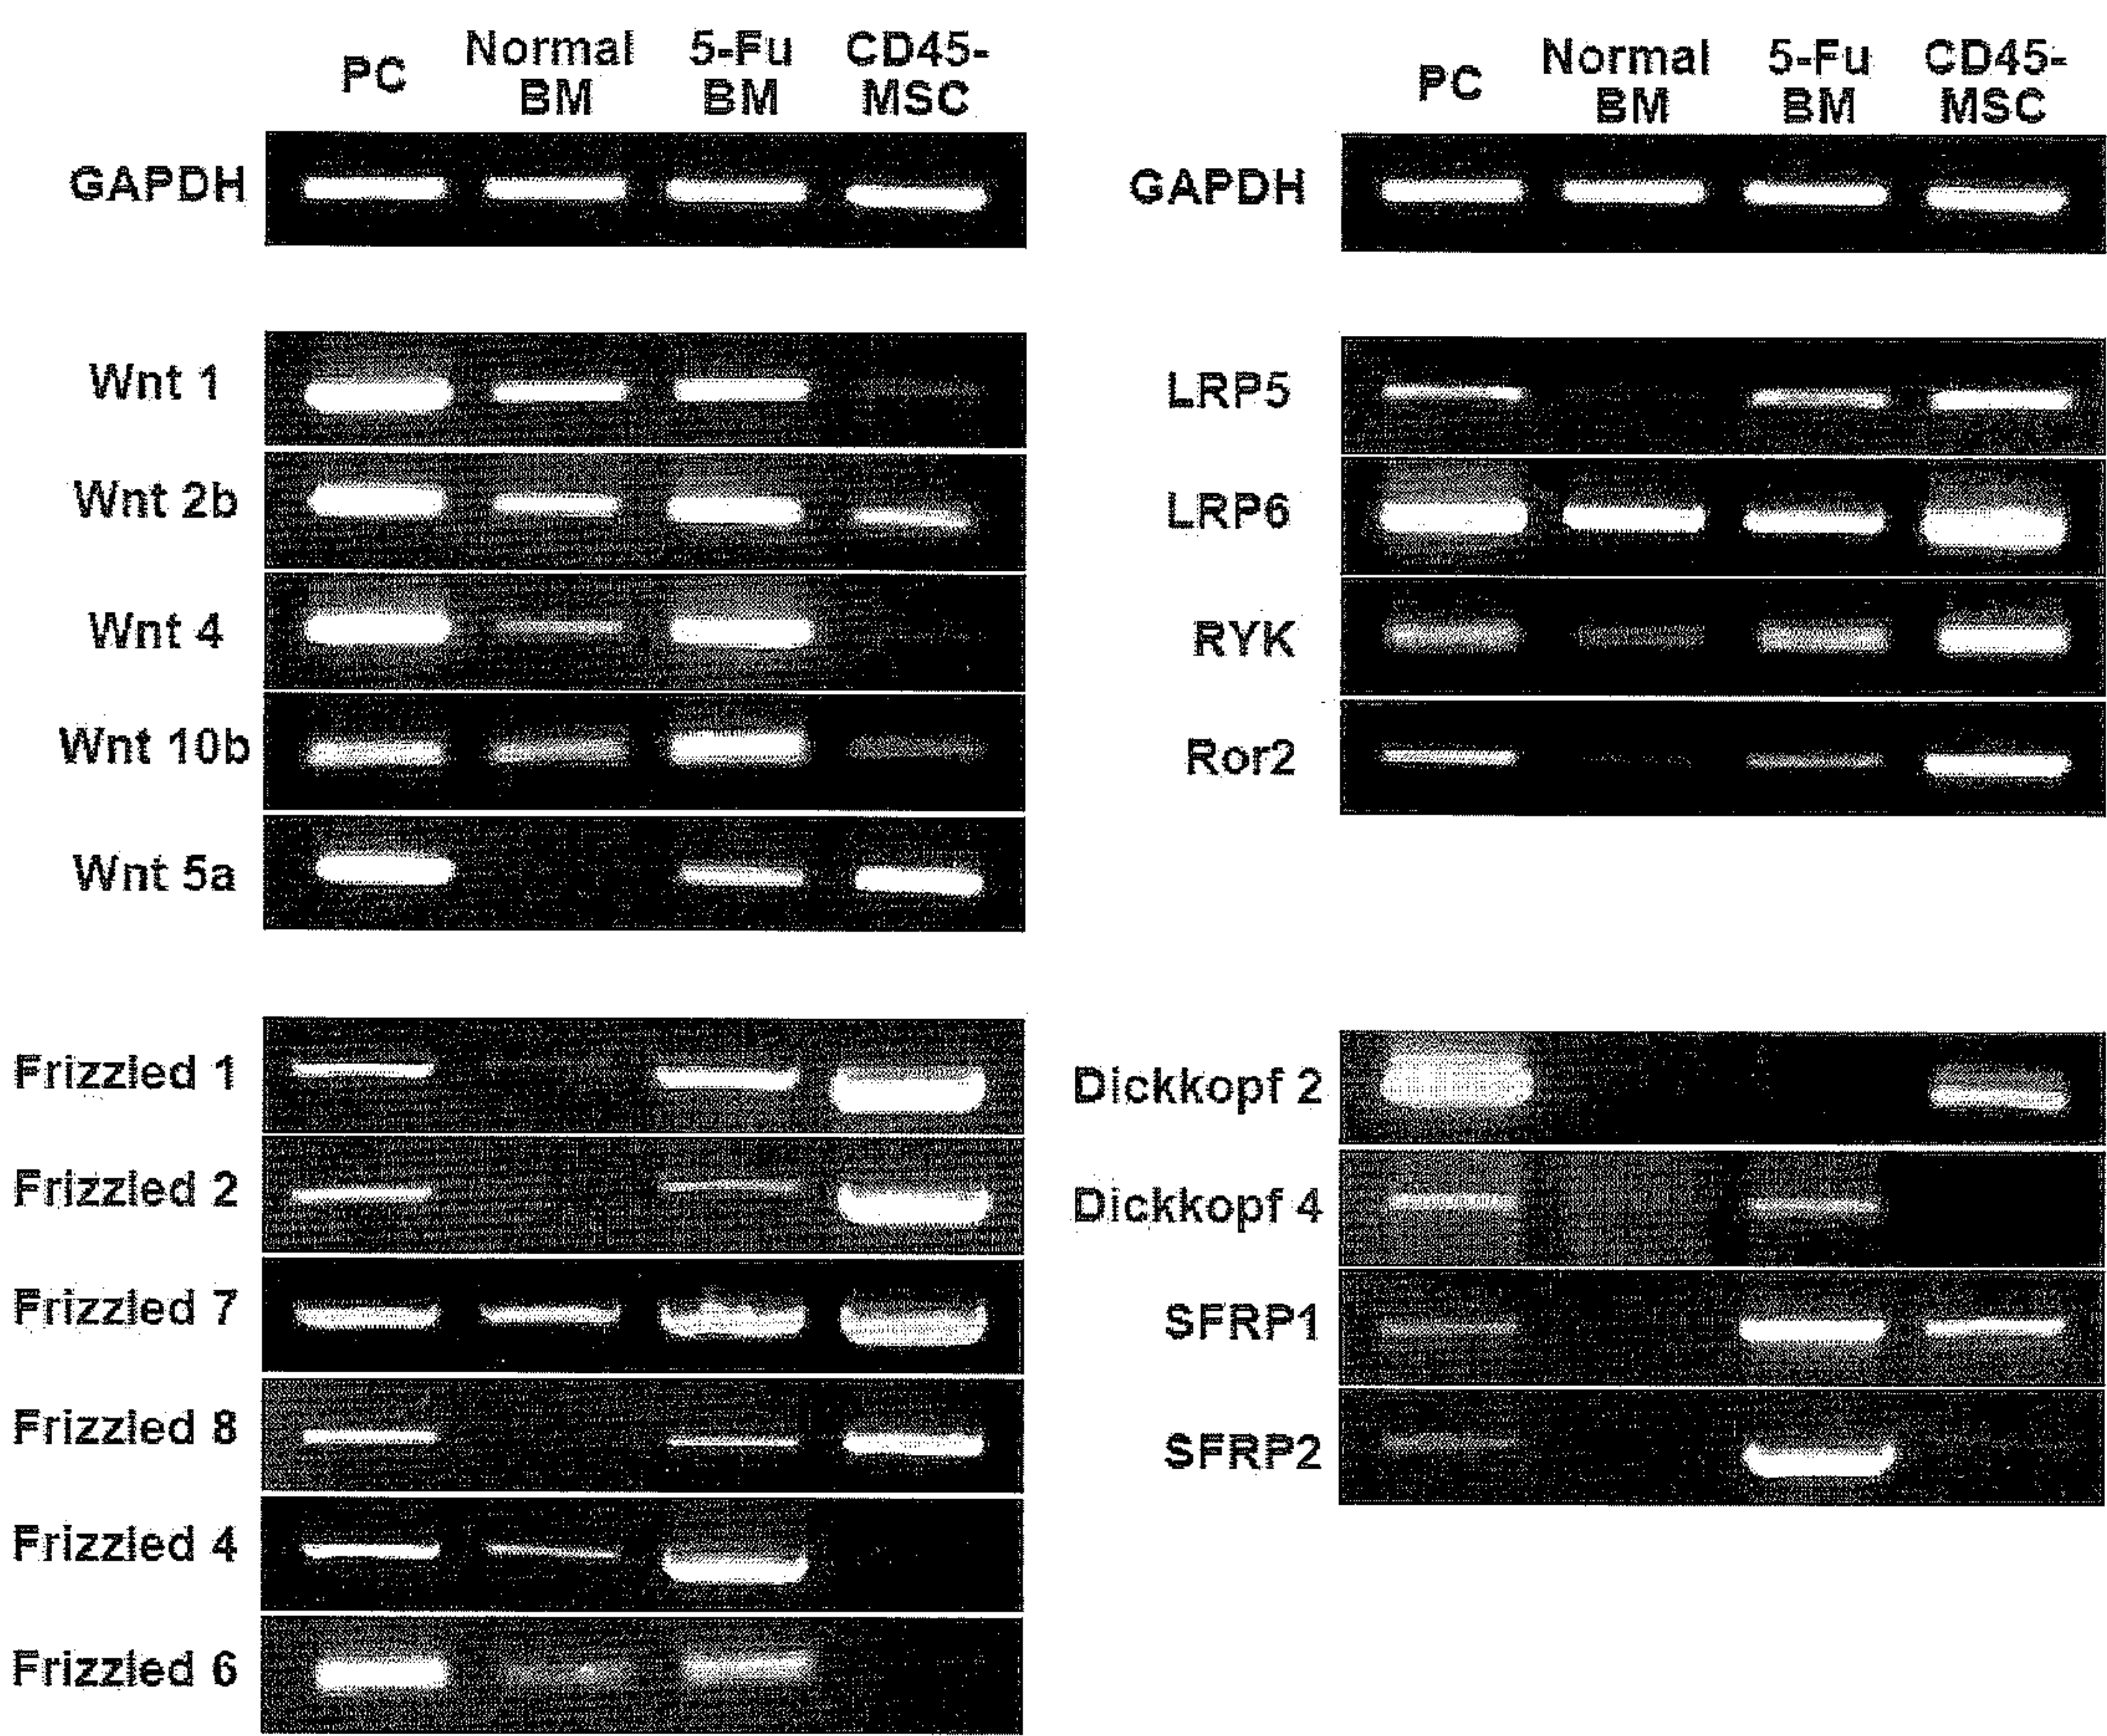 PC Normal BM 5-Fu BM CD45- MSC
GAPDH
Wnt 1
Wnt 2b
Wnt 4
Wnt 10b
Wnt 5a
Frizzled 1
Frizzled 2
Frizzled 7
Frizzled 8
Frizzled 4
Frizzled 6
PC Normal BM 5-Fu BM CD45- MSC
GAPDH
LRP5
LRP6
RYK
Ror2
Dickkopf 2
Dickkopf 4
SFRP1
SFRP2